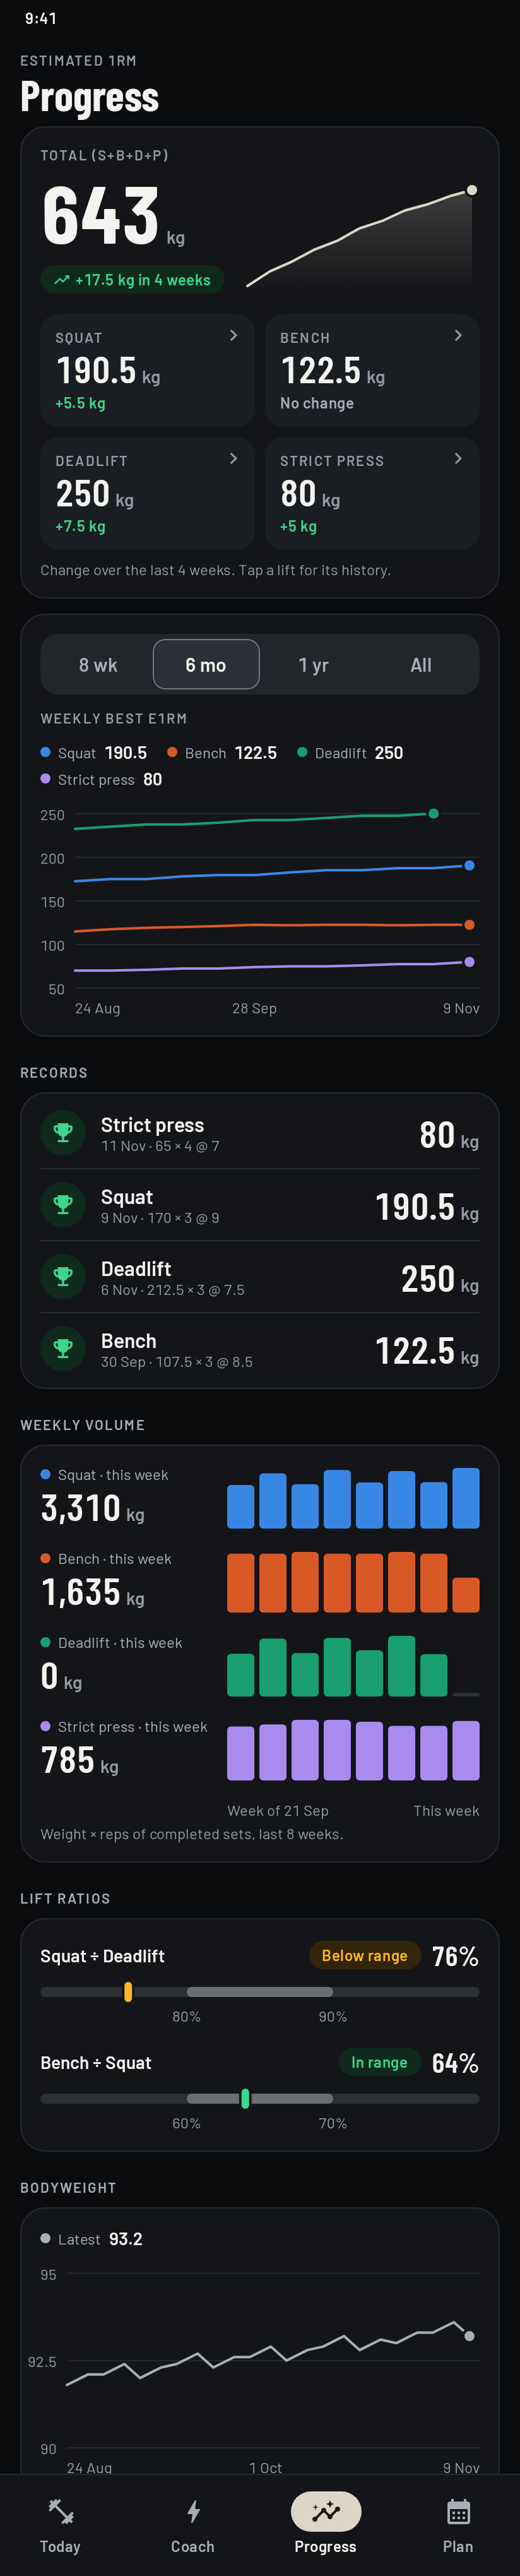 9:41
ESTIMATED 1RM
Progress
TOTAL (S+B+D+P)
643 kg
+17.5 kg in 4 weeks
SQUAT
190.5 kg
+5.5 kg
BENCH
122.5 kg
No change
DEADLIFT
250 kg
+7.5 kg
STRICT PRESS
80 kg
+5 kg
Change over the last 4 weeks. Tap a lift for its history.
8 wk 6 mo 1 yr All
WEEKLY BEST E1RM
Squat 190.5 Bench 122.5 Deadlift 250
Strict press 80
250
200
150
100
50
24 Aug 28 Sep 9 Nov
RECORDS
Strict press
11 Nov · 65 × 4 @ 7
80 kg
Squat
9 Nov · 170 × 3 @ 9
190.5 kg
Deadlift
6 Nov · 212.5 × 3 @ 7.5
250 kg
Bench
30 Sep · 107.5 × 3 @ 8.5
122.5 kg
WEEKLY VOLUME
Squat · this week
3,310 kg
Bench · this week
1,635 kg
Deadlift · this week
0 kg
Strict press · this week
785 kg
Week of 21 Sep This week
Weight × reps of completed sets, last 8 weeks.
LIFT RATIOS
Squat ÷ Deadlift Below range 76%
80% 90%
Bench ÷ Squat In range 64%
60% 70%
BODYWEIGHT
Latest 93.2
95
92.5
90
24 Aug 1 Oct 9 Nov
Today Coach Progress Plan